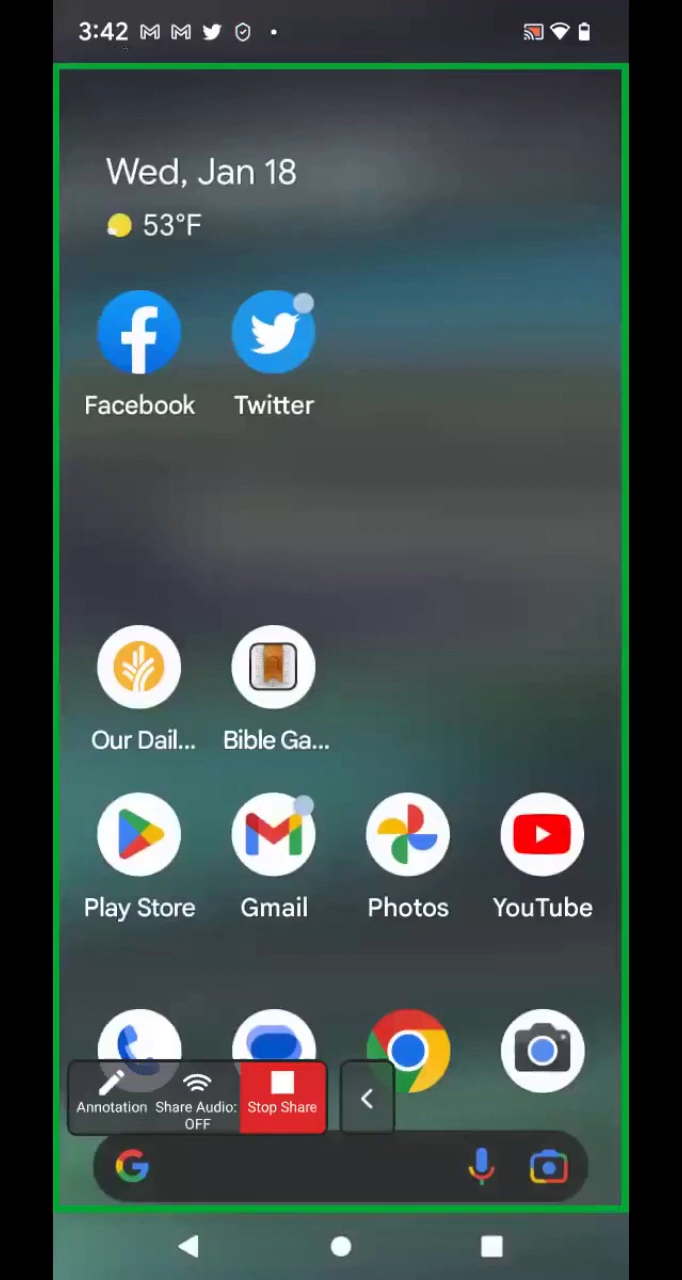 3:42
Wed, Jan 18
53°F
Facebook Twitter
Our Dail... Bible Ga...
Play Store Gmail Photos YouTube
Annotation Share Audio: Stop Share
OFF